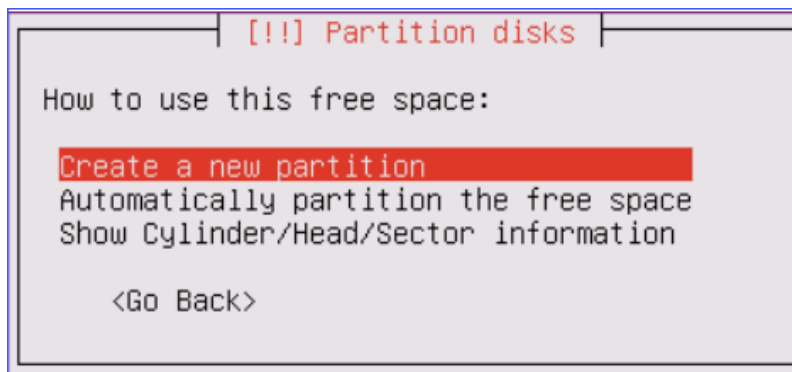 [!!] Partition disks
How to use this free space:
Create a new partition
Automatically partition the free space
Show Cylinder/Head/Sector information
<Go Back>